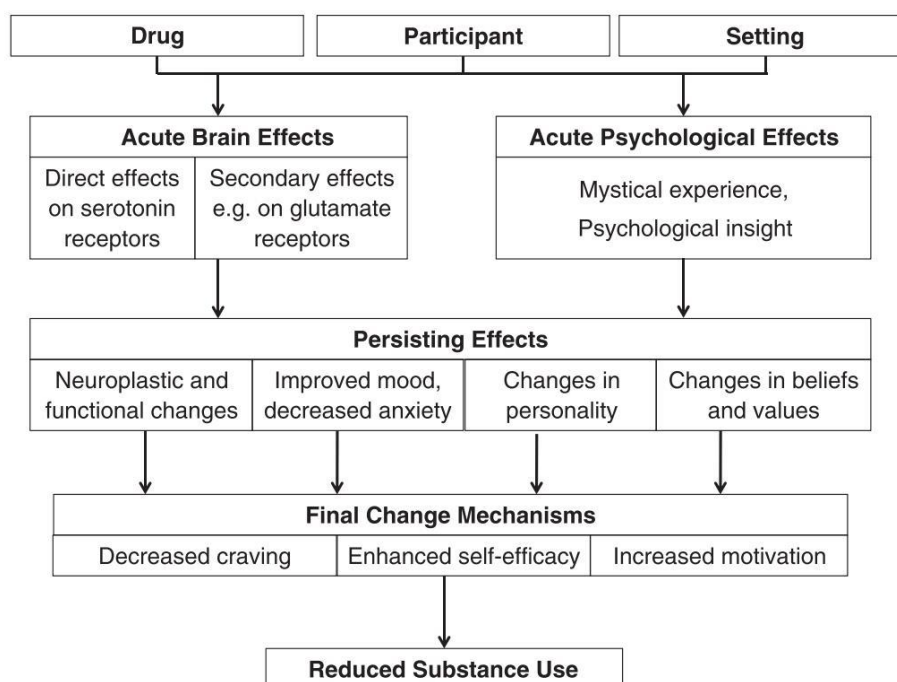 Drug
Participant
Setting
Acute Brain Effects
Direct effects
on serotonin
receptors
Secondary effects
e.g. on glutamate
receptors
Acute Psychological Effects
Mystical experience,
Psychological insight
Persisting Effects
Neuroplastic and
functional changes
Improved mood,
decreased anxiety
Changes in
personality
Changes in beliefs
and values
Final Change Mechanisms
Decreased craving
Enhanced self-efficacy
Increased motivation
Reduced Substance Use